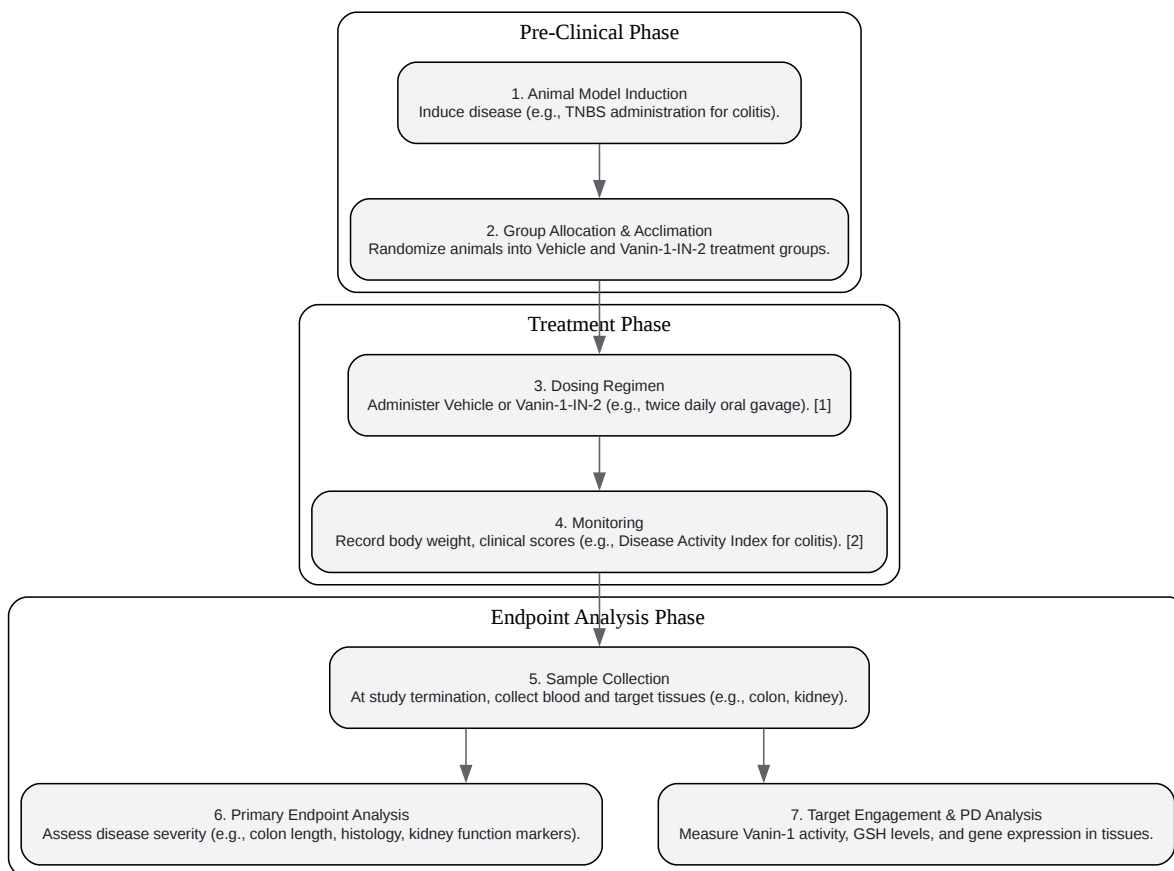 Pre-Clinical Phase
1. Animal Model Induction
Induce disease (e.g., TNBS administration for colitis).
2. Group Allocation & Acclimation
Randomize animals into Vehicle and Vanin-1-IN-2 treatment groups.
Treatment Phase
3. Dosing Regimen
Administer Vehicle or Vanin-1-IN-2 (e.g., twice daily oral gavage). [1]
4. Monitoring
Record body weight, clinical scores (e.g., Disease Activity Index for colitis). [2]
Endpoint Analysis Phase
5. Sample Collection
At study termination, collect blood and target tissues (e.g., colon, kidney).
6. Primary Endpoint Analysis
Assess disease severity (e.g., colon length, histology, kidney function markers).
7. Target Engagement & PD Analysis
Measure Vanin-1 activity, GSH levels, and gene expression in tissues.